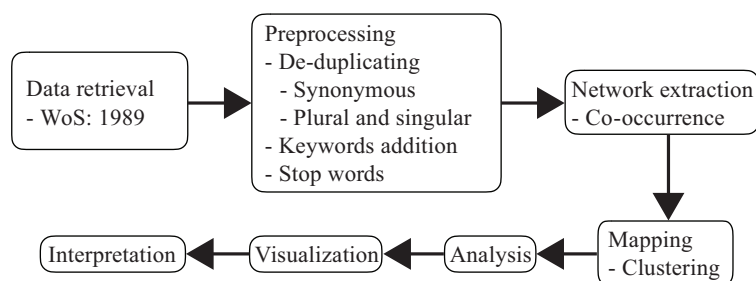 Data retrieval
- WoS: 1989
Preprocessing
- De-duplicating
- Synonymous
- Plural and singular
- Keywords addition
- Stop words
Network extraction
- Co-occurrence
Mapping
- Clustering
Analysis
Visualization
Interpretation